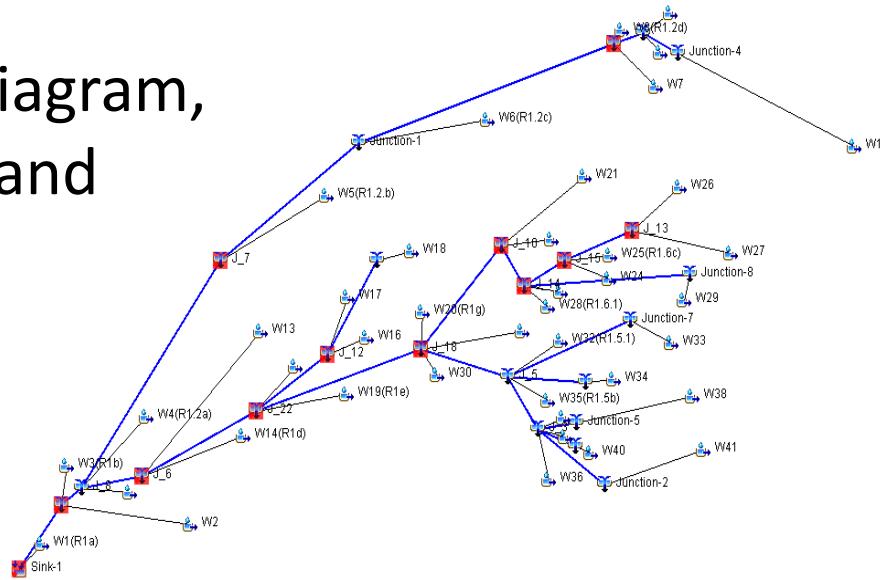 iagram,
and
W8(R1.2d)
Junction-4
W7
W6(R1.2c)
Junction-1
W1
W21
W26
W5(R1.2.b)
J_13
W18
J_10
W25(R1.6c)
W27
J_7
J_15
Junction-8
W24
J_14
W17
W29
W28(R1.6.1)
W20(R1g)
Junction-7
W13
W16
W32(R1.5.1)
W33
J_12
J_18
W30
J_5
W34
W19(R1e)
W35(R1.5b)
W38
J_22
W4(R1.2a)
Junction-5
W14(R1d)
W40
W41
W3(R1b)
J_6
W36
Junction-2
J_8
W2
W1(R1a)
Sink-1